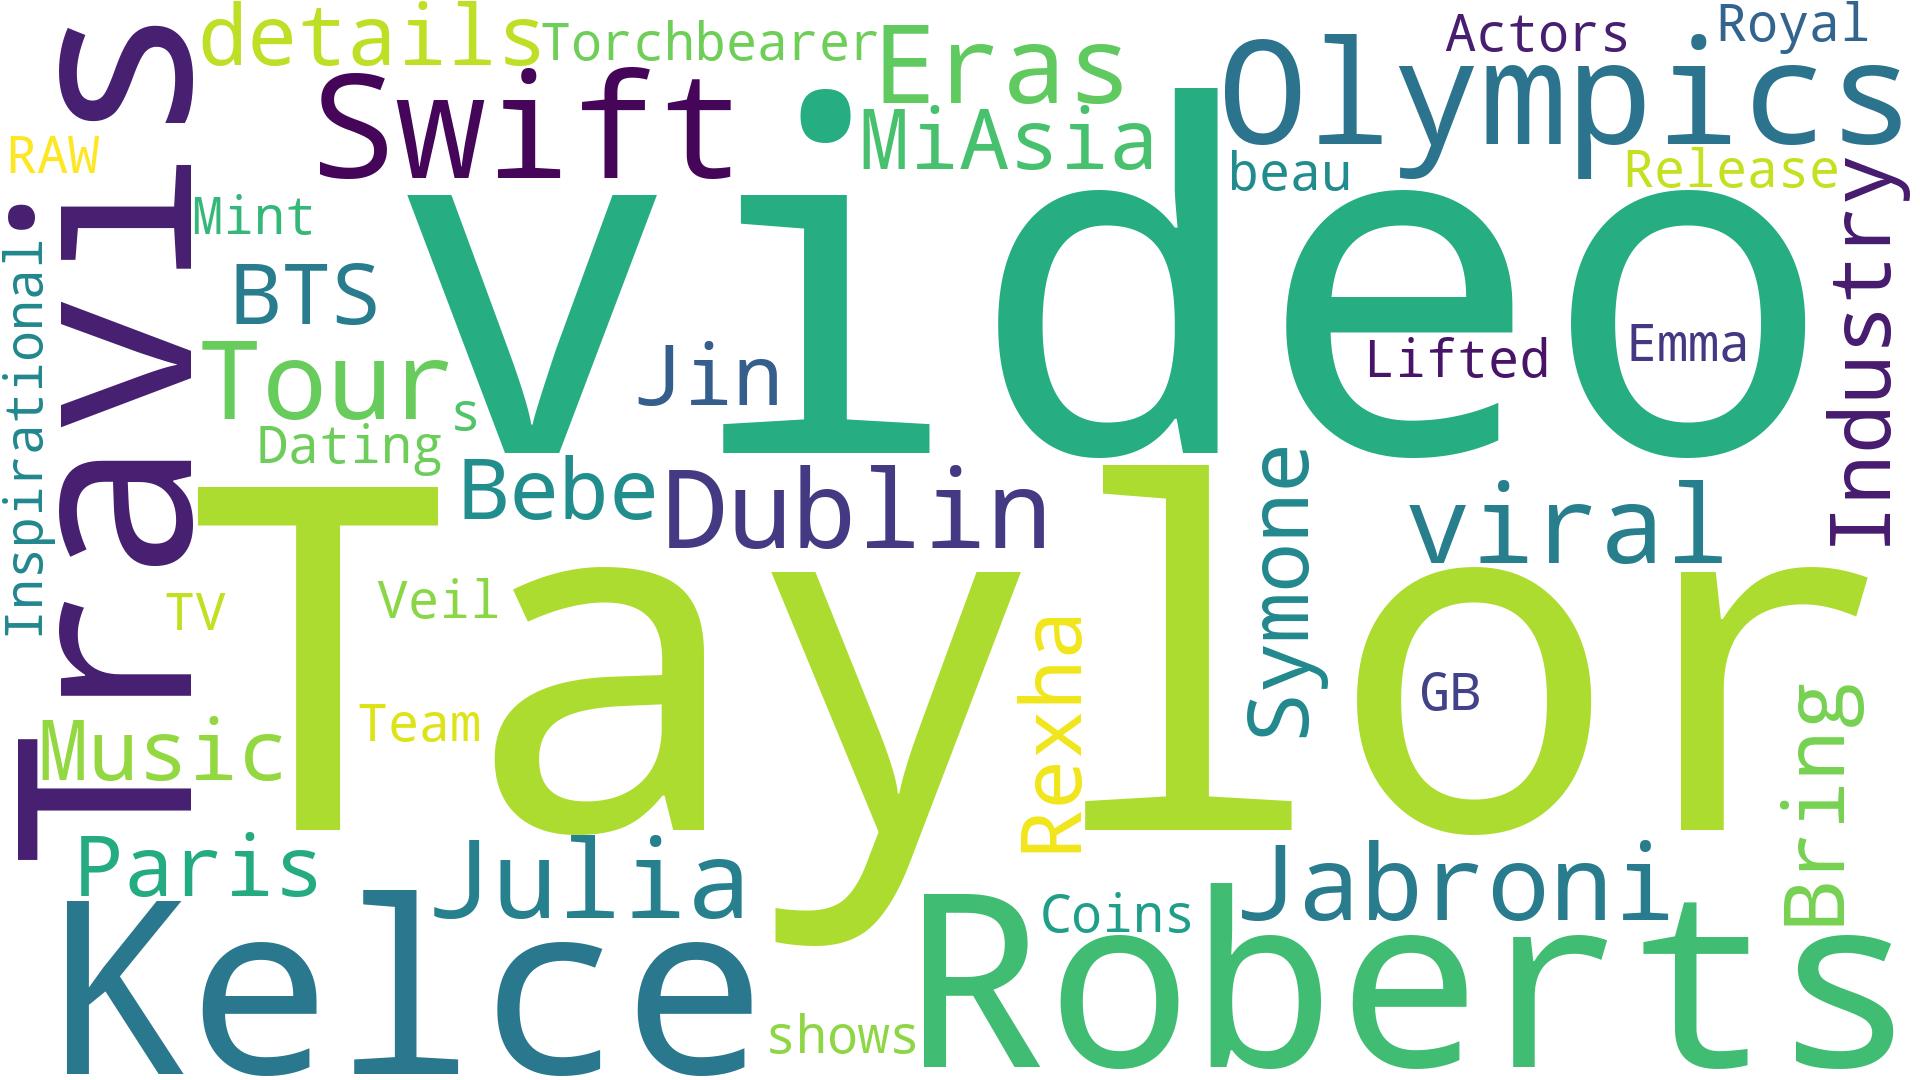 details
Torchbearer
Eras
Actors
Royal
Swift
Olympics
RAW
MiAsia
beau
Release
Travis
Mint
video
Inspirational
BTS
Industry
Tour
s
Jin
Lifted
Emma
Dating
Bebe
Dublin
Symone
viral
Taylor
TV
Veil
Rexha
GB
Team
Music
Bring
Paris
Julia
Jabroni
Coins
Kelce
Roberts
shows